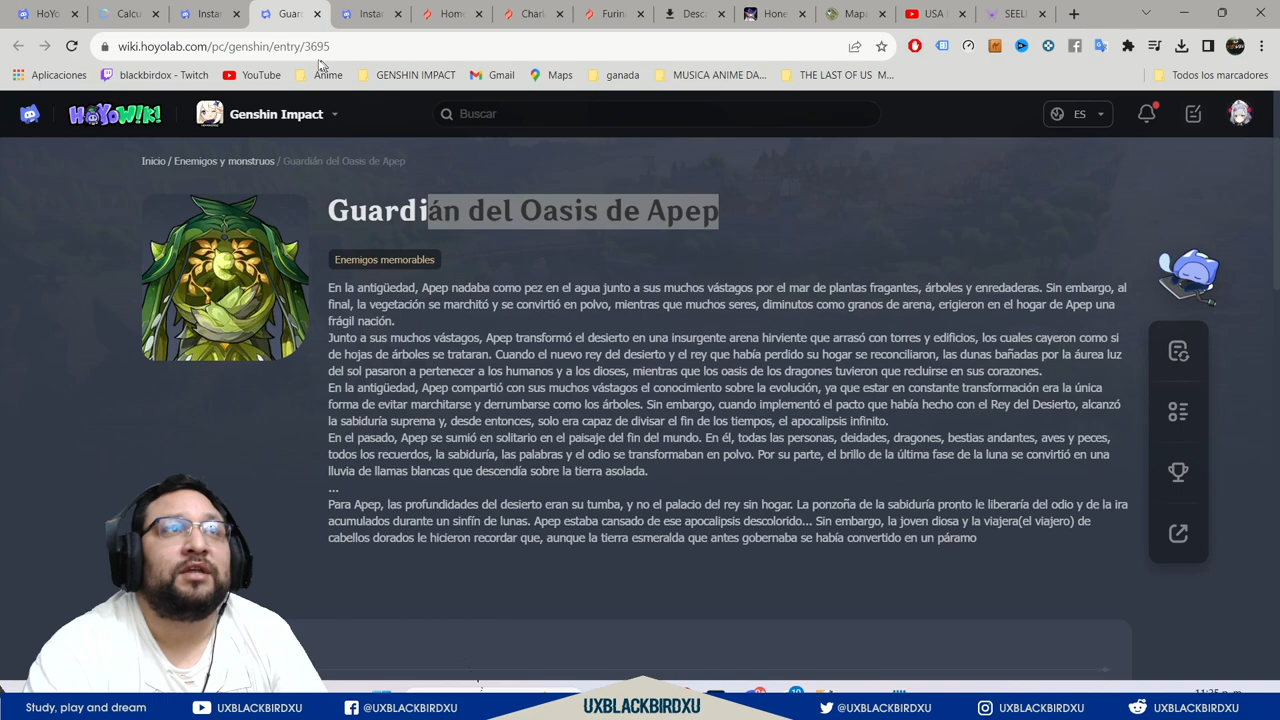 HoYo
Calcu
Instar
Guar
Instar
Home
Charl
Furin
Desca
Hone
Mapa
USA
SEEL
wiki.hoyolab.com/pc/genshin/entry/3695
Aplicaciones
blackbirdox - Twitch
YouTube
Anime
GENSHIN IMPACT
Gmail
Maps
ganada
MUSICA ANIME DA...
THE LAST OF US M...
Todos los marcadores
HOYOWIKI!
Genshin Impact
Buscar
ES
Inicio / Enemigos y monstruos / Guardián del Oasis de Apep
Guardián del Oasis de Apep
Enemigos memorables
En la antigüedad, Apep nadaba como pez en el agua junto a sus muchos vástagos por el mar de plantas fragantes, árboles y enredaderas. Sin embargo, al
final, la vegetación se marchitó y se convirtió en polvo, mientras que muchos seres, diminutos como granos de arena, erigieron en el hogar de Apep una
frágil nación.
Junto a sus muchos vástagos, Apep transformó el desierto en una insurgente arena hirviente que arrasó con torres y edificios, los cuales cayeron como si
de hojas de árboles se trataran. Cuando el nuevo rey del desierto y el rey que había perdido su hogar se reconciliaron, las dunas bañadas por la áurea luz
del sol pasaron a pertenecer a los humanos y a los dioses, mientras que los oasis de los dragones tuvieron que recluirse en sus corazones.
En la antigüedad, Apep compartió con sus muchos vástagos el conocimiento sobre la evolución, ya que estar en constante transformación era la única
forma de evitar marchitarse y derrumbarse como los árboles. Sin embargo, cuando implementó el pacto que había hecho con el Rey del Desierto, alcanzó
la sabiduría suprema y, desde entonces, solo era capaz de divisar el fin de los tiempos, el apocalipsis infinito.
En el pasado, Apep se sumió en solitario en el paisaje del fin del mundo. En él, todas las personas, deidades, dragones, bestias andantes, aves y peces,
todos los recuerdos, la sabiduría, las palabras y el odio se transformaban en polvo. Por su parte, el brillo de la última fase de la luna se convirtió en una
lluvia de llamas blancas que descendía sobre la tierra asolada.
...
Para Apep, las profundidades del desierto eran su tumba, y no el palacio del rey sin hogar. La ponzoña de la sabiduría pronto le liberaría del odio y de la ira
acumulados durante un sinfín de lunas. Apep estaba cansado de ese apocalipsis descolorido... Sin embargo, la joven diosa y la viajera(el viajero) de
cabellos dorados le hicieron recordar que, aunque la tierra esmeralda que antes gobernaba se había convertido en un páramo
Study, play and dream
UXBLACKBIRDXU
@UXBLACKBIRDXU
UXBLACKBIRDXU
@UXBLACKBIRDXU
UXBLACKBIRDXU
UXBLACKBIRDXU